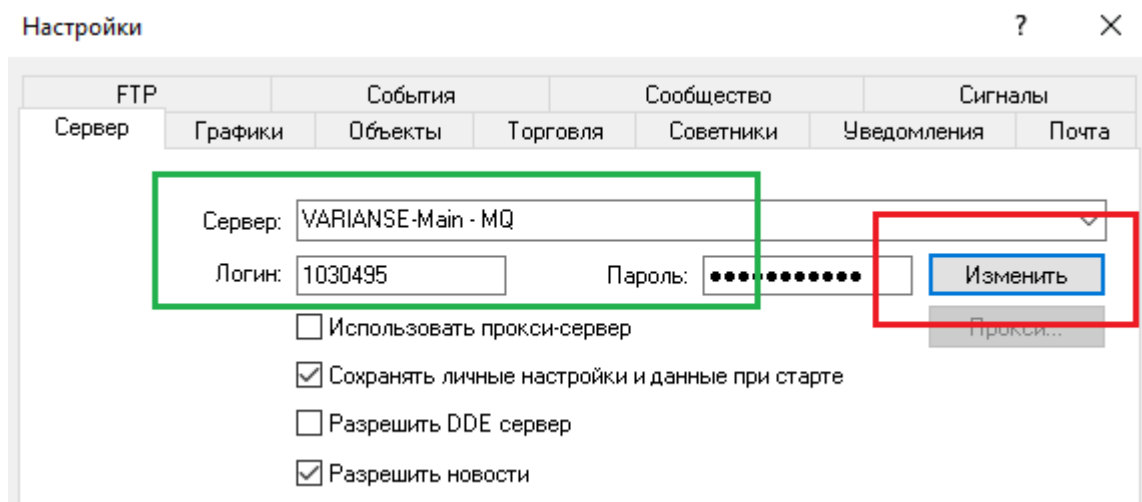 Настройки ?
FTP События Сообщество Сигналы
Сервер Графики Объекты Торговля Советники Уведомления Почта
Сервер: VARIANSE-Main - MQ
Логин: 1030495 Пароль: ●●●●●●●●●●● Изменить
Использовать прокси-сервер Прокси...
Сохранять личные настройки и данные при старте
Разрешить DDE сервер
Разрешить новости